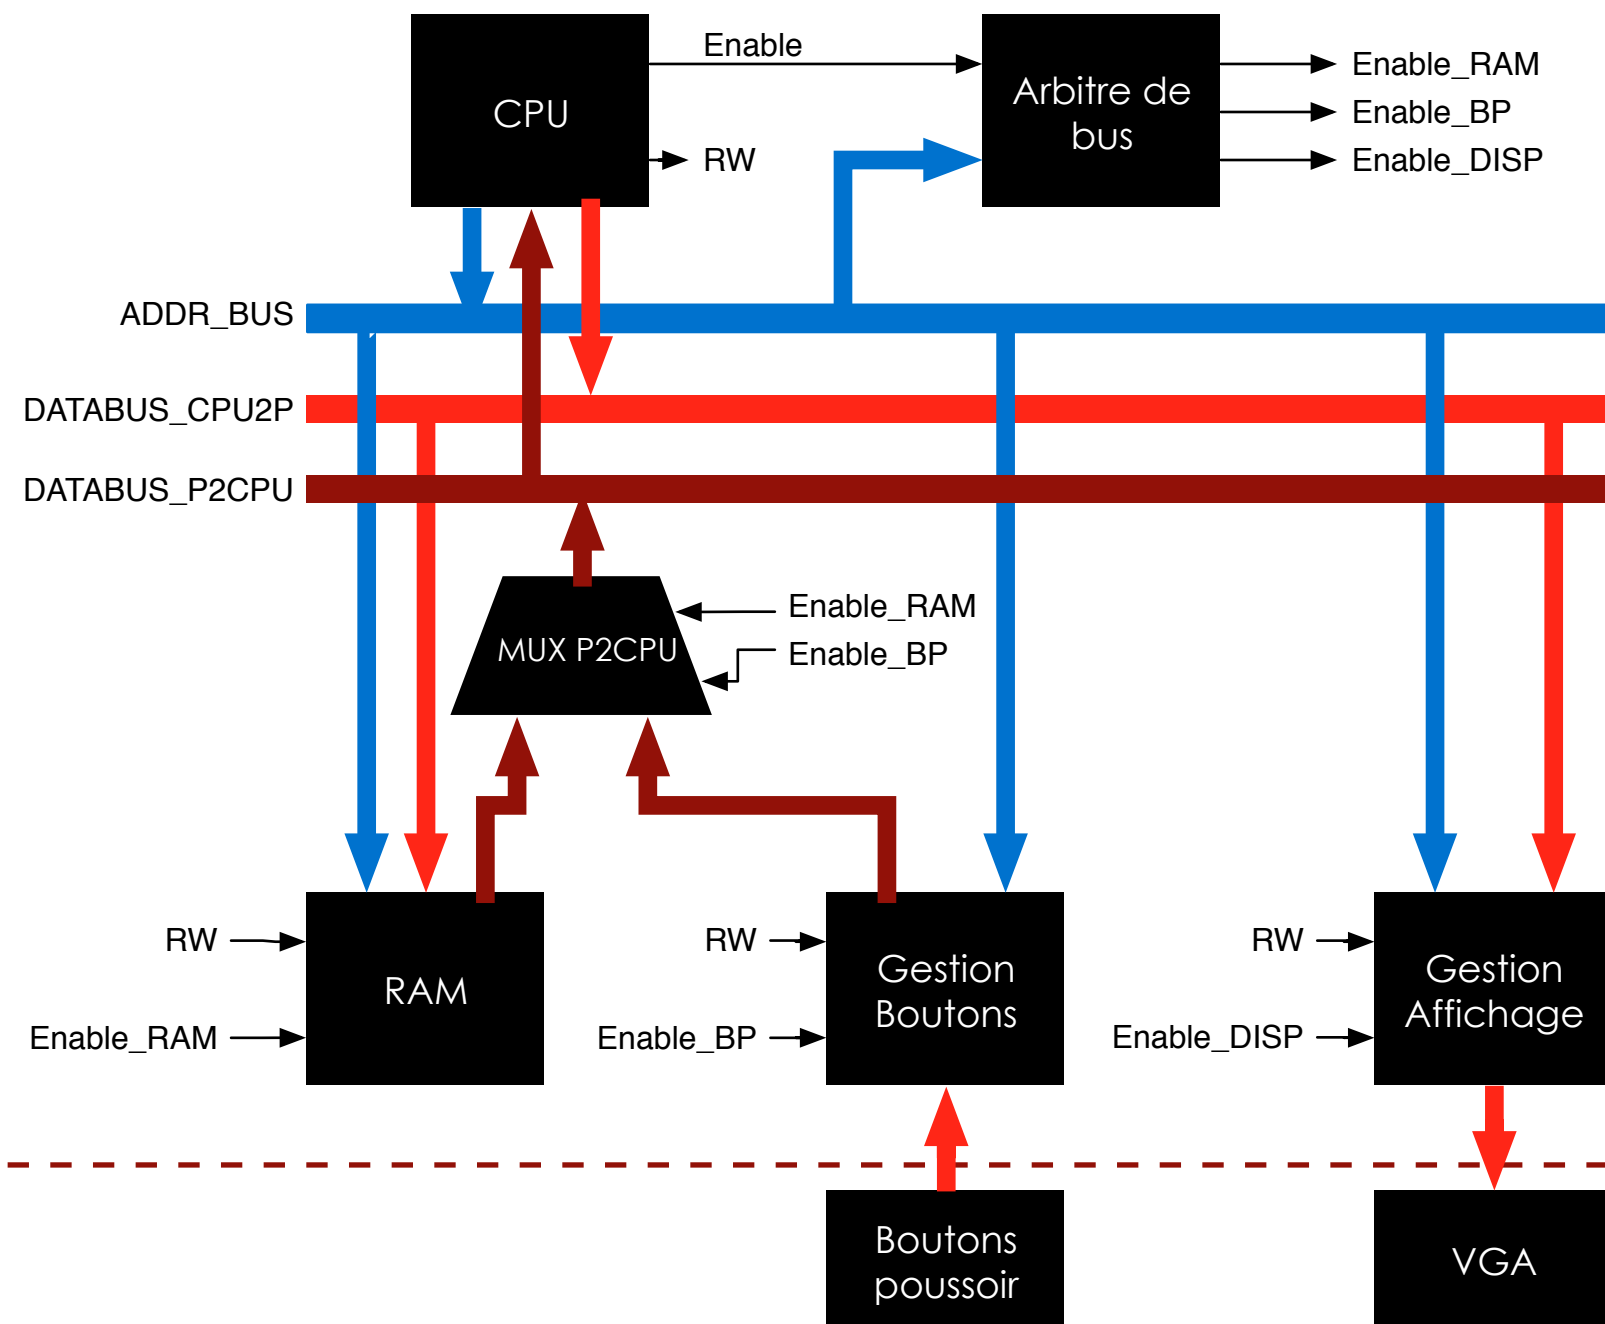 Enable
CPU
RW
Arbitre de
bus
Enable_RAM
Enable_BP
Enable_DISP
ADDR_BUS
DATABUS_CPU2P
DATABUS_P2CPU
MUX P2CPU
Enable_RAM
Enable_BP
RW
Enable_RAM
RAM
RW
Enable_BP
Gestion
Boutons
RW
Enable_DISP
Gestion
Affichage
Boutons
poussoir
VGA